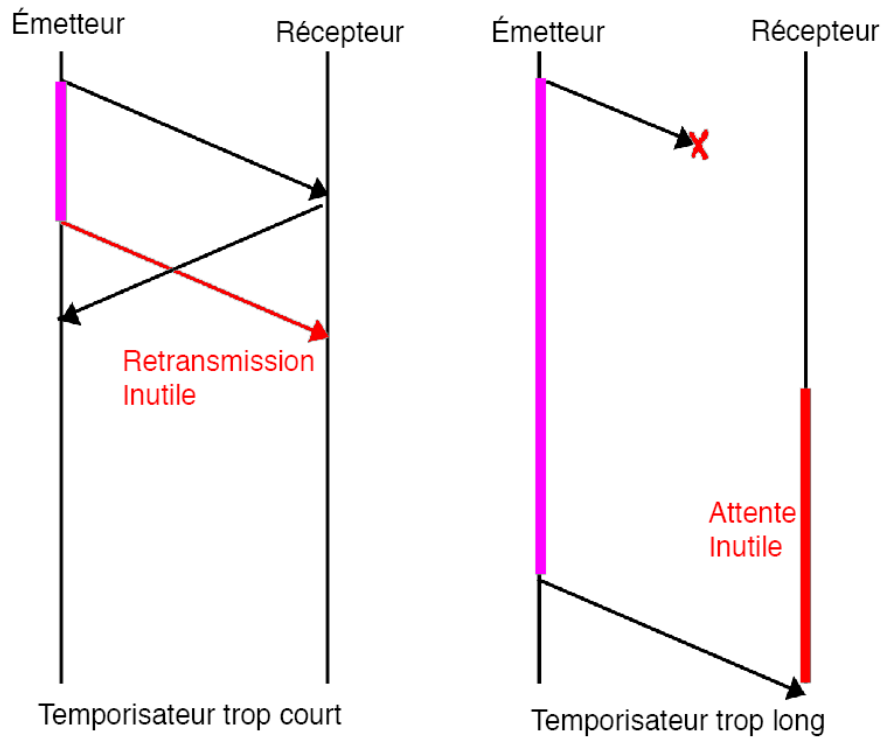 Émetteur
Récepteur
Retransmission
Inutile
Temporisateur trop court
Émetteur
Récepteur
Attente
Inutile
Temporisateur trop long